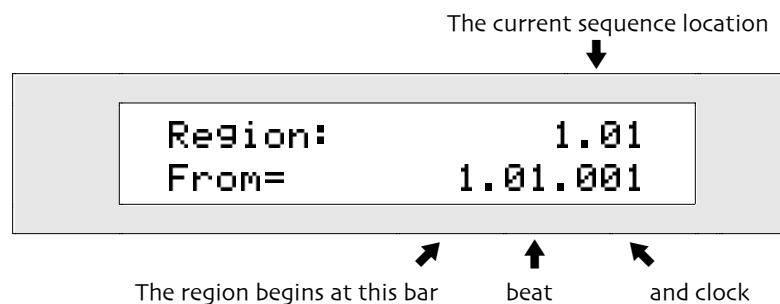 The current sequence location
Region: 1.01
From= 1.01.001
The region begins at this bar beat and clock